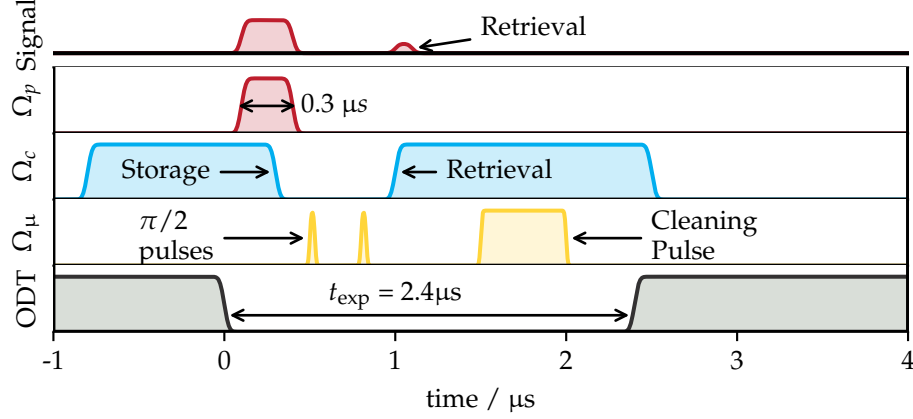 Signal
Retrieval
Ωp
0.3 μs
Ωc
Storage
Retrieval
Ωμ
π/2
pulses
Cleaning
Pulse
ODT
texp = 2.4μs
-1 0 1 2 3 4
time / μs